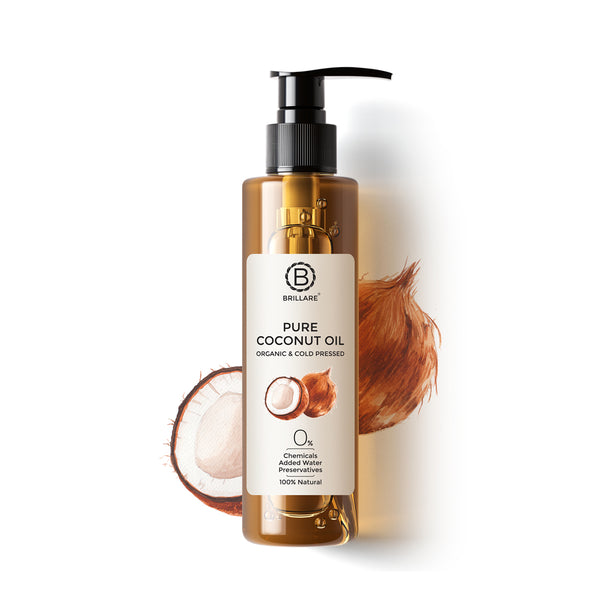 B
BRILLARE®
PURE
COCONUT OIL
ORGANIC & COLD PRESSED
0%
Chemicals
Added Water
Preservatives
100% Natural